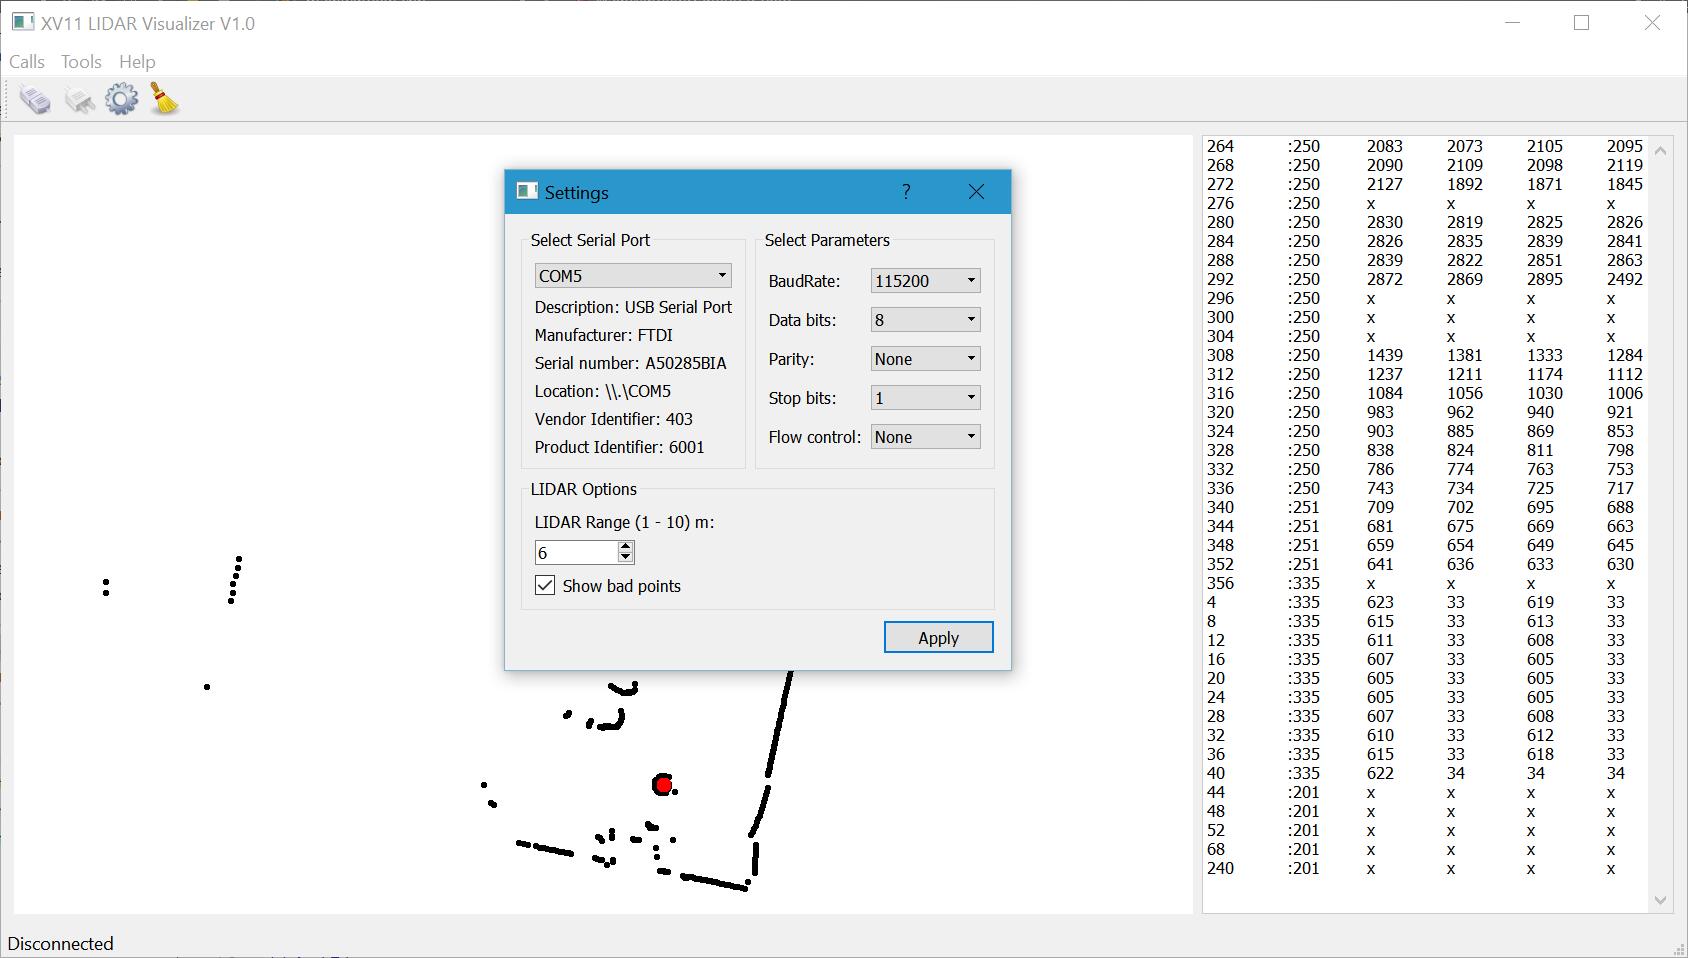 XV11 LIDAR Visualizer V1.0
Calls Tools Help
Settings ?
Select Serial Port
COM5
Description: USB Serial Port
Manufacturer: FTDI
Serial number: A50285BIA
Location: \\.\COM5
Vendor Identifier: 403
Product Identifier: 6001
Select Parameters
BaudRate: 115200
Data bits: 8
Parity: None
Stop bits: 1
Flow control: None
LIDAR Options
LIDAR Range (1 - 10) m:
6
Show bad points
Apply
264 :250 2083 2073 2105 2095
268 :250 2090 2109 2098 2119
272 :250 2127 1892 1871 1845
276 :250 x x x x
280 :250 2830 2819 2825 2826
284 :250 2826 2835 2839 2841
288 :250 2839 2822 2851 2863
292 :250 2872 2869 2895 2492
296 :250 x x x x
300 :250 x x x x
304 :250 x x x x
308 :250 1439 1381 1333 1284
312 :250 1237 1211 1174 1112
316 :250 1084 1056 1030 1006
320 :250 983 962 940 921
324 :250 903 885 869 853
328 :250 838 824 811 798
332 :250 786 774 763 753
336 :250 743 734 725 717
340 :251 709 702 695 688
344 :251 681 675 669 663
348 :251 659 654 649 645
352 :251 641 636 633 630
356 :335 x x x x
4 :335 623 33 619 33
8 :335 615 33 613 33
12 :335 611 33 608 33
16 :335 607 33 605 33
20 :335 605 33 605 33
24 :335 605 33 605 33
28 :335 607 33 608 33
32 :335 610 33 612 33
36 :335 615 33 618 33
40 :335 622 34 34 34
44 :201 x x x x
48 :201 x x x x
52 :201 x x x x
68 :201 x x x x
240 :201 x x x x
Disconnected